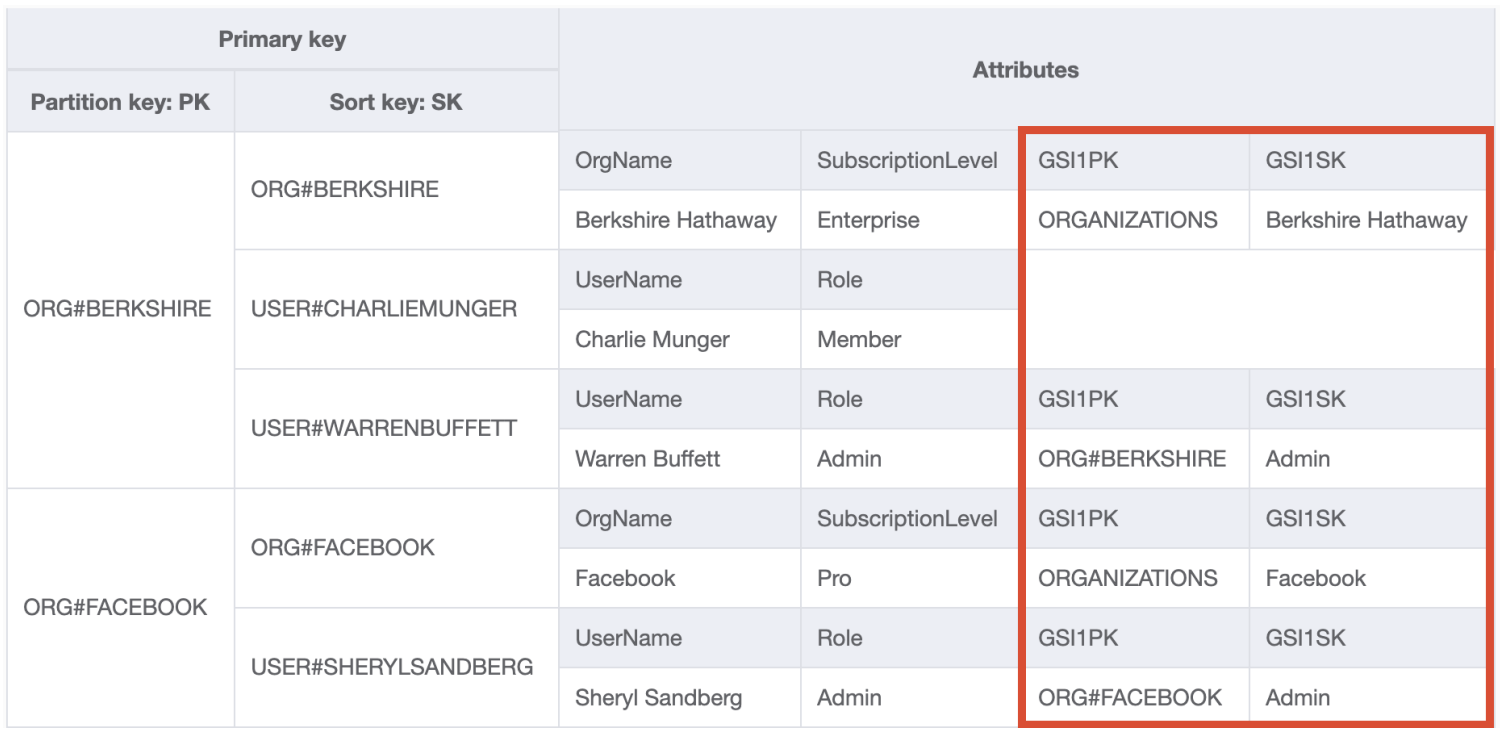 Primary key
Attributes
Partition key: PK Sort key: SK
ORG#BERKSHIRE
ORG#BERKSHIRE
OrgName SubscriptionLevel GSI1PK GSI1SK
Berkshire Hathaway Enterprise ORGANIZATIONS Berkshire Hathaway
USER#CHARLIEMUNGER
UserName Role
Charlie Munger Member
USER#WARRENBUFFETT
UserName Role GSI1PK GSI1SK
Warren Buffett Admin ORG#BERKSHIRE Admin
ORG#FACEBOOK
ORG#FACEBOOK
OrgName SubscriptionLevel GSI1PK GSI1SK
Facebook Pro ORGANIZATIONS Facebook
USER#SHERYLSANDBERG
UserName Role GSI1PK GSI1SK
Sheryl Sandberg Admin ORG#FACEBOOK Admin